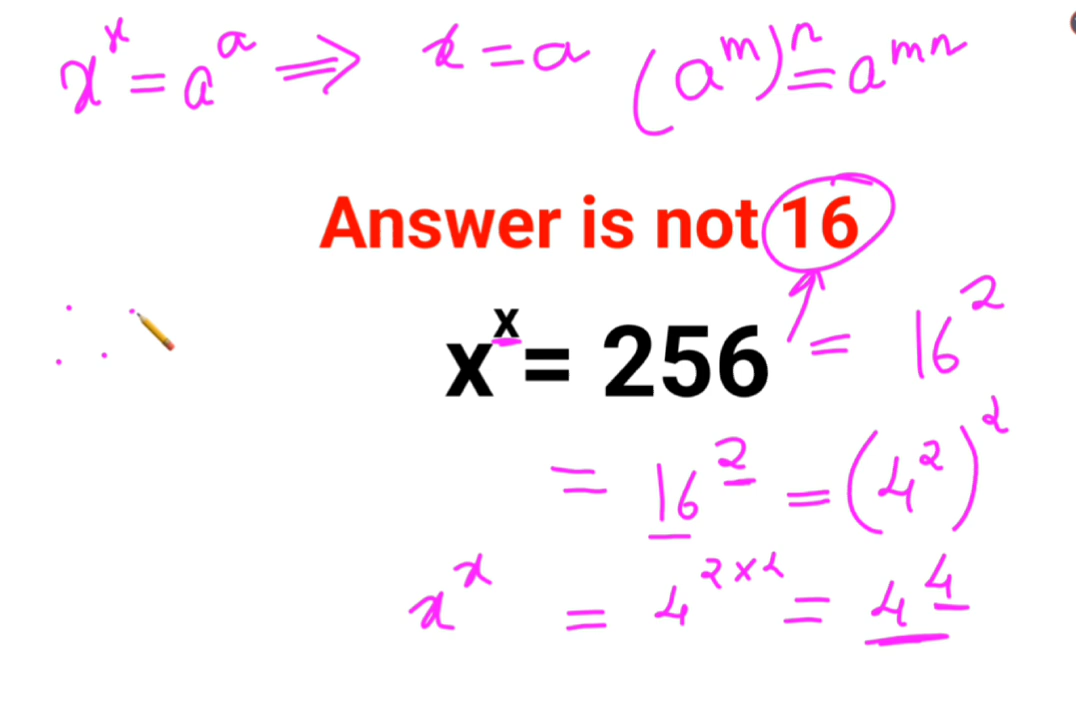 x^x = a^a ⇒ x = a (a^m)^n = a^{mn}
Answer is not 16
x^x = 256 = 16^2
= 16^2 = (4^2)^2
x^x = 4^{2×2} = 4^4
∴